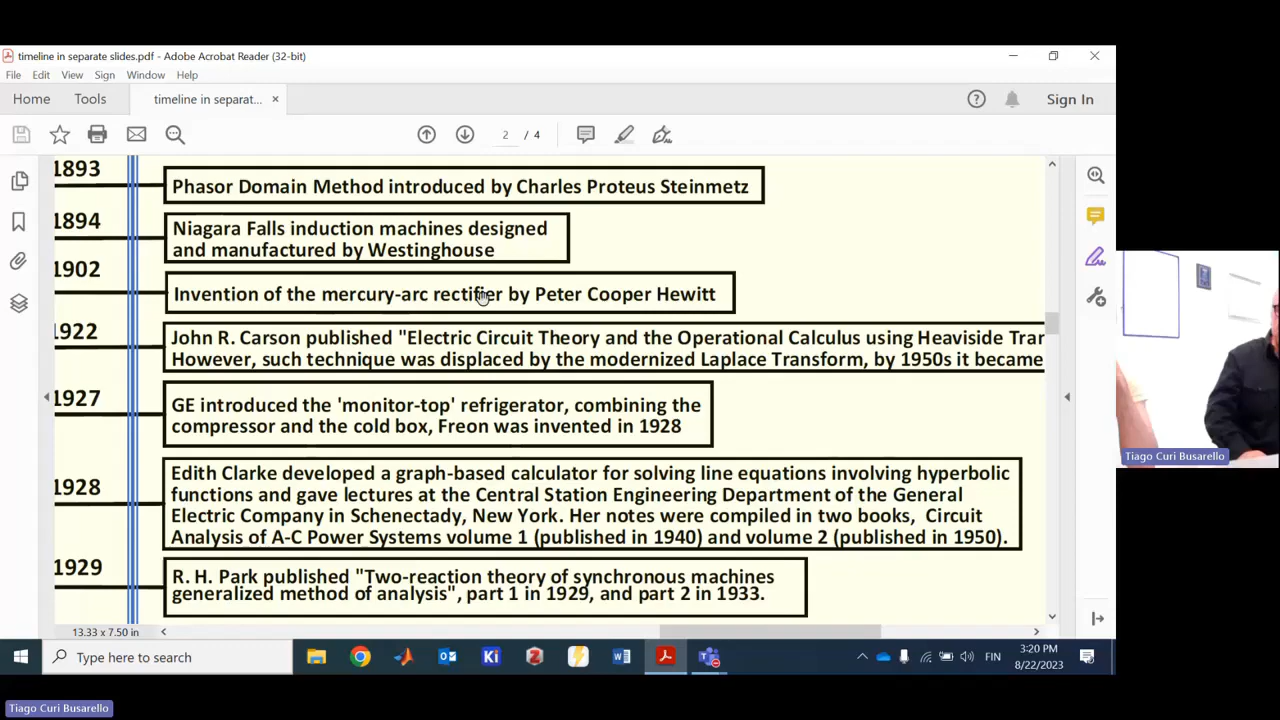 timeline in separate slides.pdf - Adobe Acrobat Reader (32-bit)
File Edit View Sign Window Help
Home Tools timeline in separat... × Sign In
2 / 4
1893
Phasor Domain Method introduced by Charles Proteus Steinmetz
1894
Niagara Falls induction machines designed
and manufactured by Westinghouse
1902
Invention of the mercury-arc rectifier by Peter Cooper Hewitt
1922
John R. Carson published "Electric Circuit Theory and the Operational Calculus using Heaviside Tran
However, such technique was displaced by the modernized Laplace Transform, by 1950s it became
1927
GE introduced the 'monitor-top' refrigerator, combining the
compressor and the cold box, Freon was invented in 1928
1928
Edith Clarke developed a graph-based calculator for solving line equations involving hyperbolic
functions and gave lectures at the Central Station Engineering Department of the General
Electric Company in Schenectady, New York. Her notes were compiled in two books, Circuit
Analysis of A-C Power Systems volume 1 (published in 1940) and volume 2 (published in 1950).
1929
R. H. Park published "Two-reaction theory of synchronous machines
generalized method of analysis", part 1 in 1929, and part 2 in 1933.
13.33 x 7.50 in
Type here to search
Ki
FIN
3:20 PM
8/22/2023
Tiago Curi Busarello
Tiago Curi Busarello